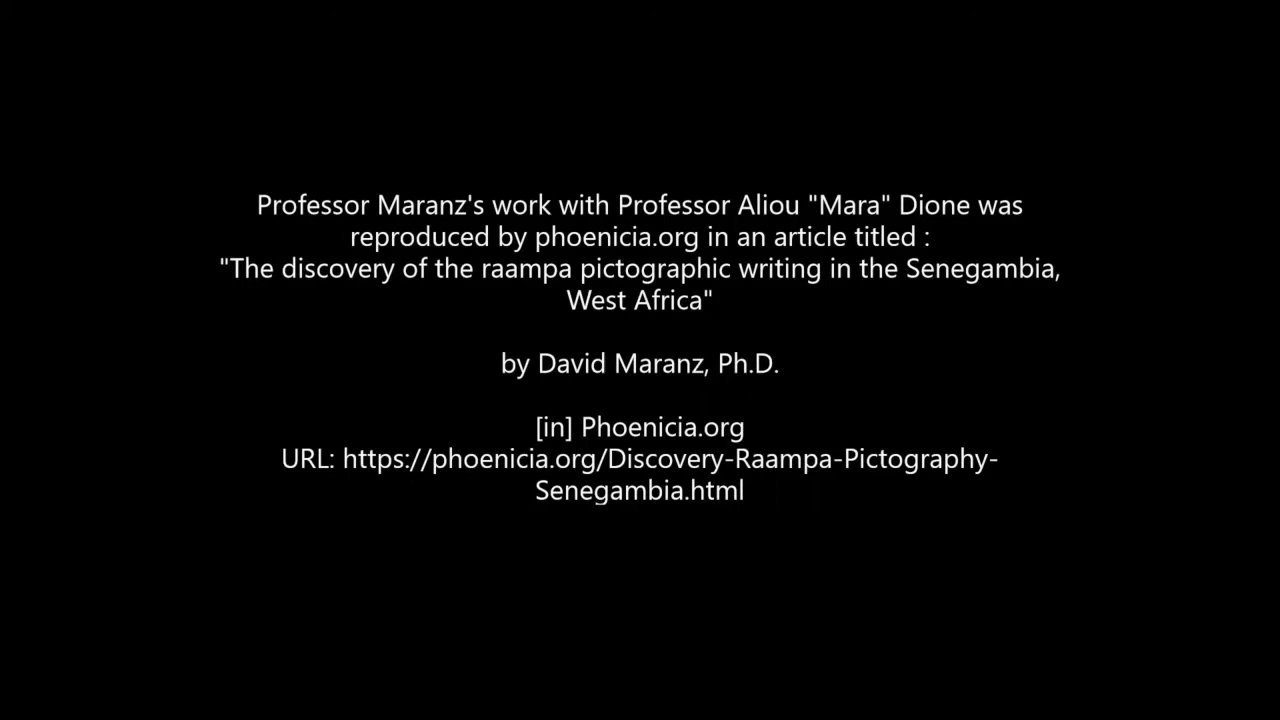 Professor Maranz's work with Professor Aliou "Mara" Dione was
reproduced by phoenicia.org in an article titled :
"The discovery of the raampa pictographic writing in the Senegambia,
West Africa"
by David Maranz, Ph.D.
[in] Phoenicia.org
URL: https://phoenicia.org/Discovery-Raampa-Pictography-
Senegambia.html